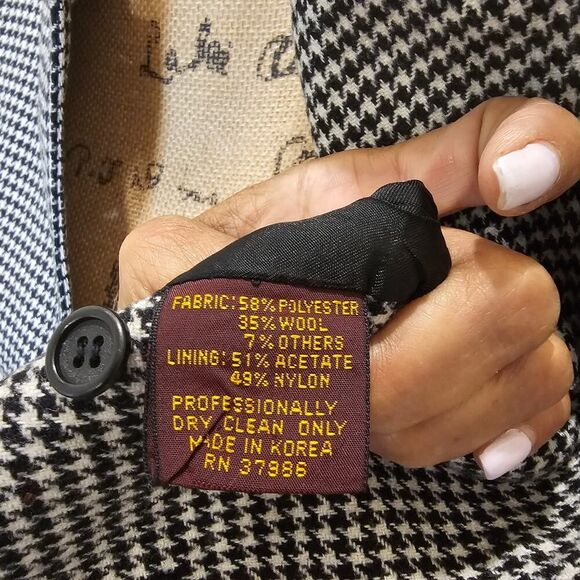 FABRIC: 58% POLYESTER
35% WOOL
7% OTHERS
LINING: 51% ACETATE
49% NYLON
PROFESSIONALLY
DRY CLEAN ONLY
MADE IN KOREA
RN 37986